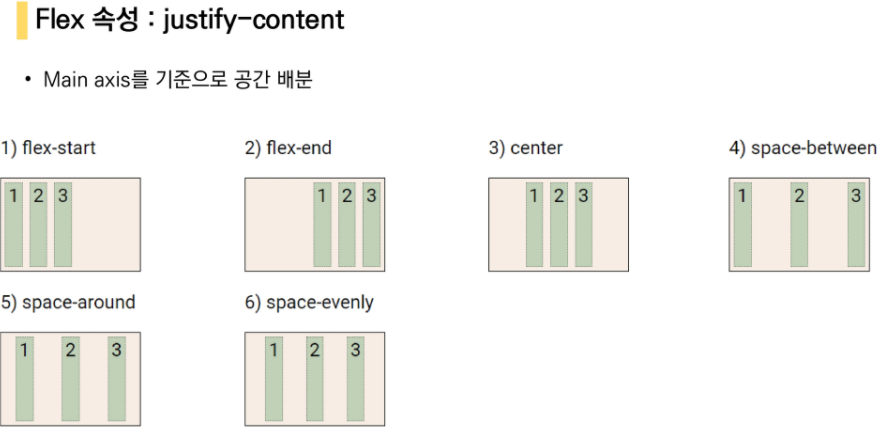 Flex 속성 : justify-content
• Main axis를 기준으로 공간 배분
1) flex-start 2) flex-end 3) center 4) space-between
1 2 3 1 2 3 1 2 3 1 2 3
5) space-around 6) space-evenly
1 2 3 1 2 3